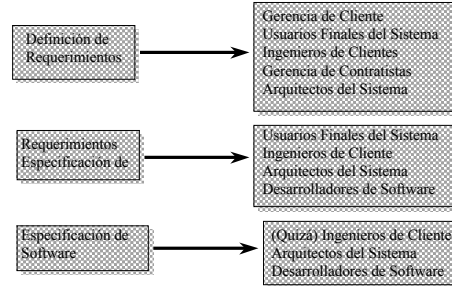 Definición de
Requerimientos
Gerencia de Cliente
Usuarios Finales del Sistema
Ingenieros de Clientes
Gerencia de Contratistas
Arquitectos del Sistema
Requerimientos
Especificación de
Usuarios Finales del Sistema
Ingenieros de Cliente
Arquitectos del Sistema
Desarrolladores de Software
Especificación de
Software
(Quizá) Ingenieros de Cliente
Arquitectos del Sistema
Desarrolladores de Software